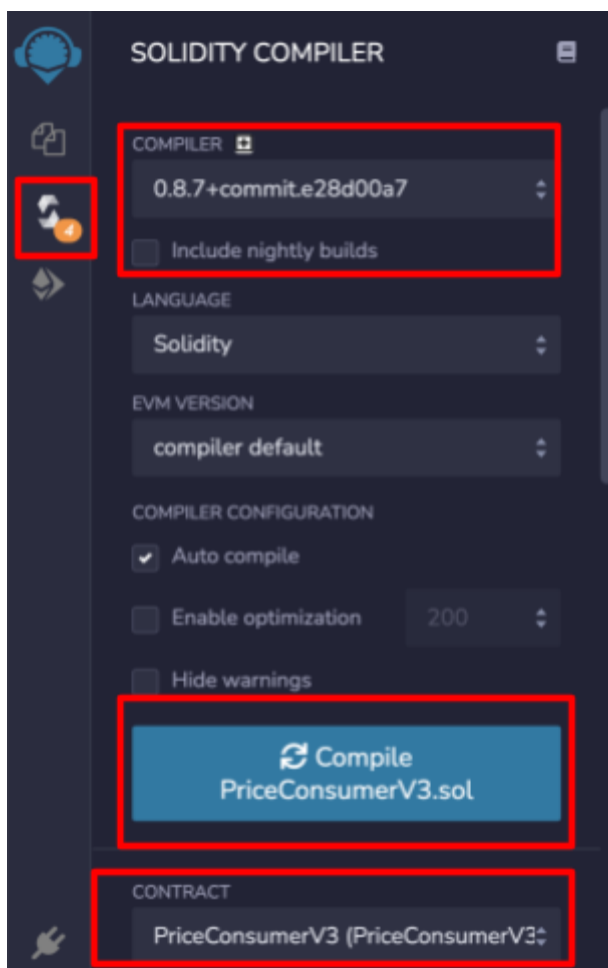 SOLIDITY COMPILER
COMPILER
0.8.7+commit.e28d00a7
4
Include nightly builds
LANGUAGE
Solidity
EVM VERSION
compiler default
COMPILER CONFIGURATION
Auto compile
Enable optimization 200
Hide warnings
Compile
PriceConsumerV3.sol
CONTRACT
PriceConsumerV3 (PriceConsumerV3